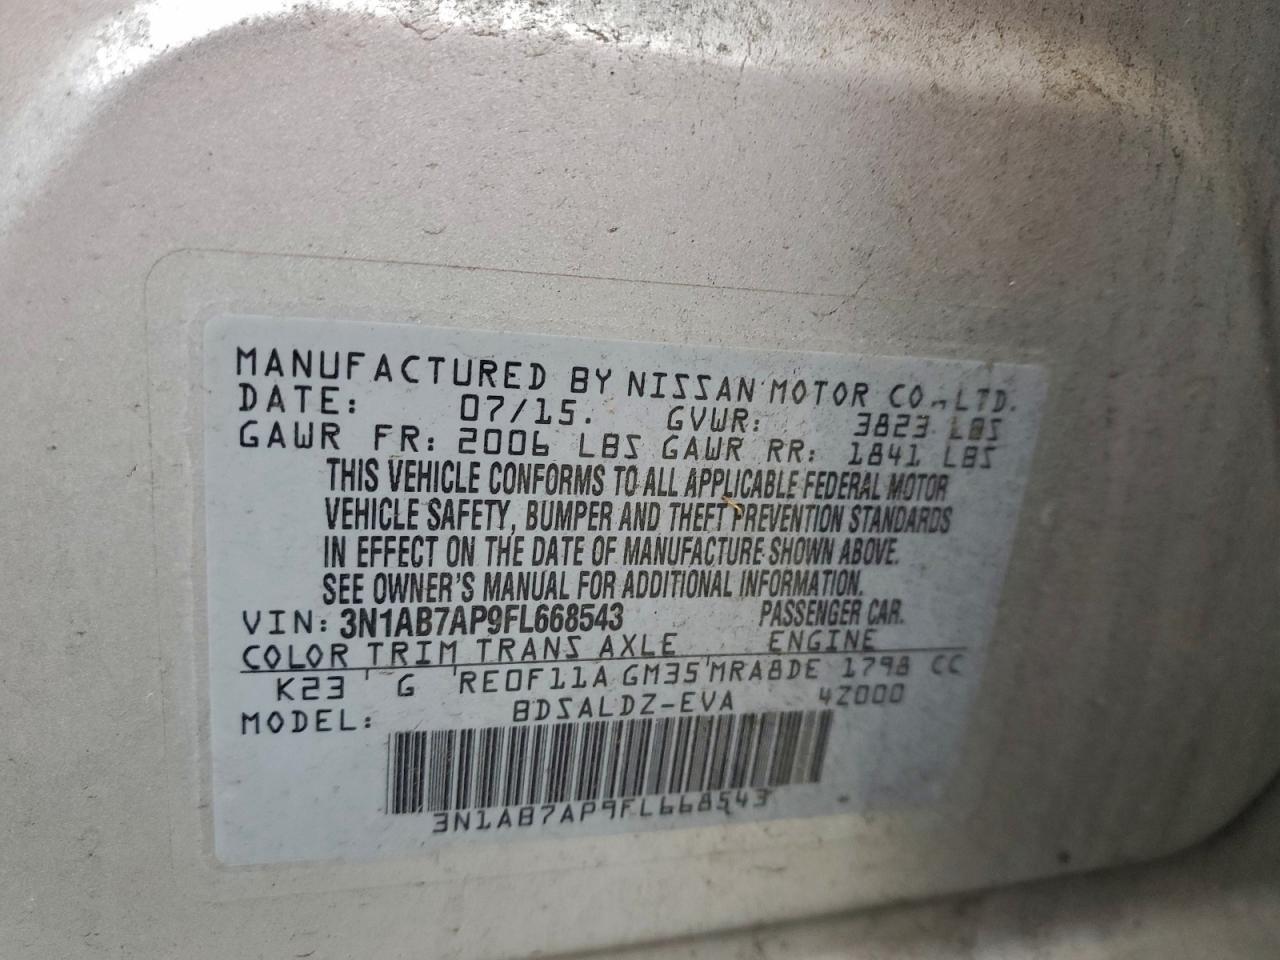 MANUFACTURED BY NISSAN MOTOR CO.,LTD.
DATE: 07/15. GVWR: 3823 LBS
GAWR FR: 2006 LBS GAWR RR: 1841 LBS
THIS VEHICLE CONFORMS TO ALL APPLICABLE FEDERAL MOTOR
VEHICLE SAFETY, BUMPER AND THEFT PREVENTION STANDARDS
IN EFFECT ON THE DATE OF MANUFACTURE SHOWN ABOVE.
SEE OWNER'S MANUAL FOR ADDITIONAL INFORMATION.
VIN: 3N1AB7AP9FL668543 PASSENGER CAR.
COLOR TRIM TRANS AXLE ENGINE
K23 G RE0F11A GM35 MRA8DE 1798 CC
MODEL: BDSALDZ-EVA 4Z000
3N1AB7AP9FL668543